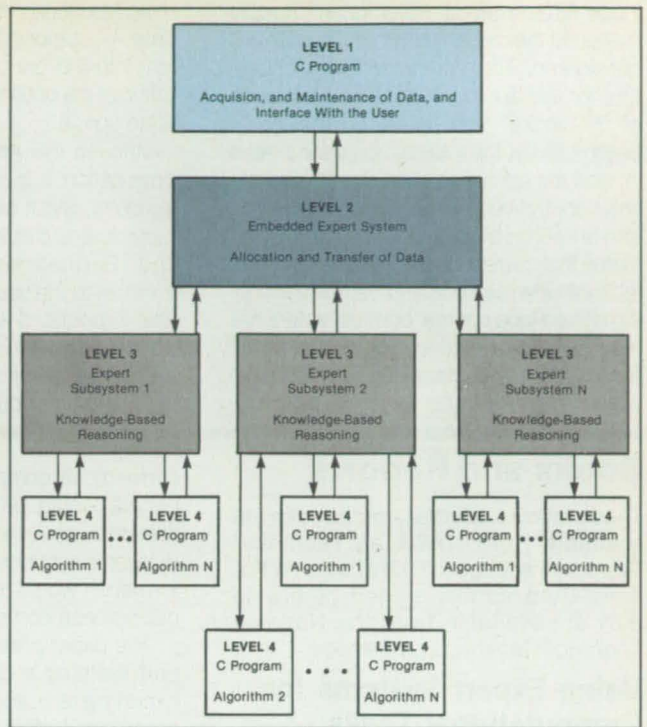 LEVEL 1
C Program
Acquision, and Maintenance of Data, and
Interface With the User
LEVEL 2
Embedded Expert System
Allocation and Transfer of Data
LEVEL 3
Expert
Subsystem 1
Knowledge-Based
Reasoning
LEVEL 3
Expert
Subsystem 2
Knowledge-Based
Reasoning
LEVEL 3
Expert
Subsystem N
Knowledge-Based
Reasoning
LEVEL 4
C Program
Algorithm 1
LEVEL 4
C Program
Algorithm N
LEVEL 4
C Program
Algorithm 1
LEVEL 4
C Program
Algorithm 1
LEVEL 4
C Program
Algorithm N
LEVEL 4
C Program
Algorithm 2
LEVEL 4
C Program
Algorithm N